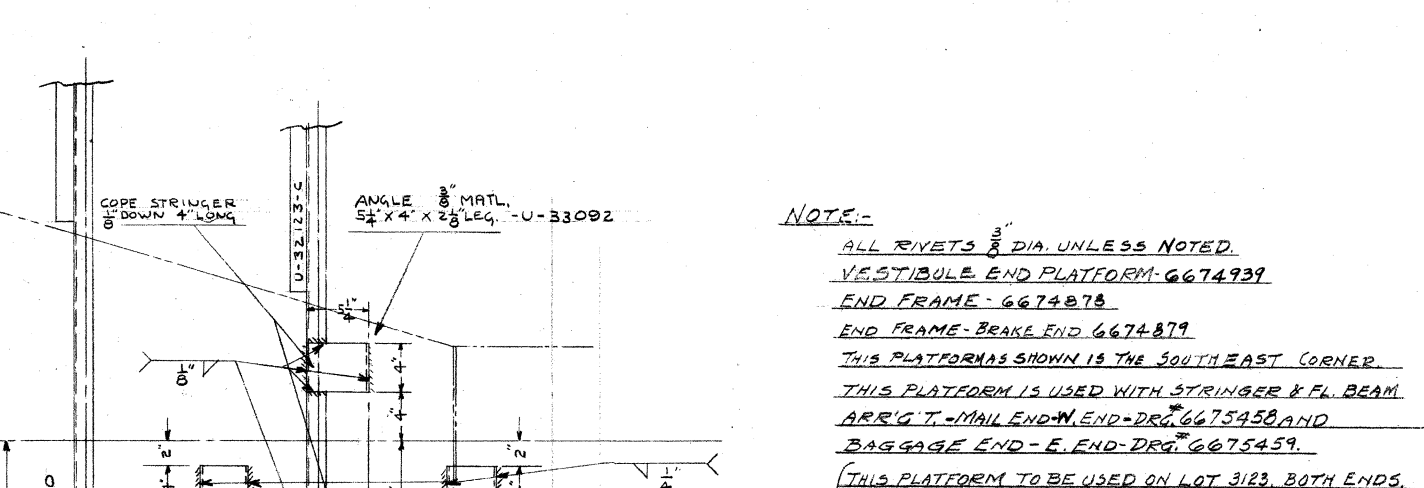 COPE STRINGER
1/8" DOWN 4" LONG
U-32123-U
ANGLE 3/8" MATL,
5 1/4" X 4" X 2 1/8" LEG. -U-33092
5 1/4"
1/8"
4"
4"
2"
2"
NOTE:-
ALL RIVETS 3/8" DIA. UNLESS NOTED.
VESTIBULE END PLATFORM-6674939
END FRAME - 6674878
END FRAME-BRAKE END 6674879
THIS PLATFORM AS SHOWN IS THE SOUTHEAST CORNER.
THIS PLATFORM IS USED WITH STRINGER & FL. BEAM
ARR'G'T.-MAIL END-W. END-DRG.# 6675458 AND
BAGGAGE END - E. END-DRG.# 6675459.
(THIS PLATFORM TO BE USED ON LOT 3123, BOTH ENDS.